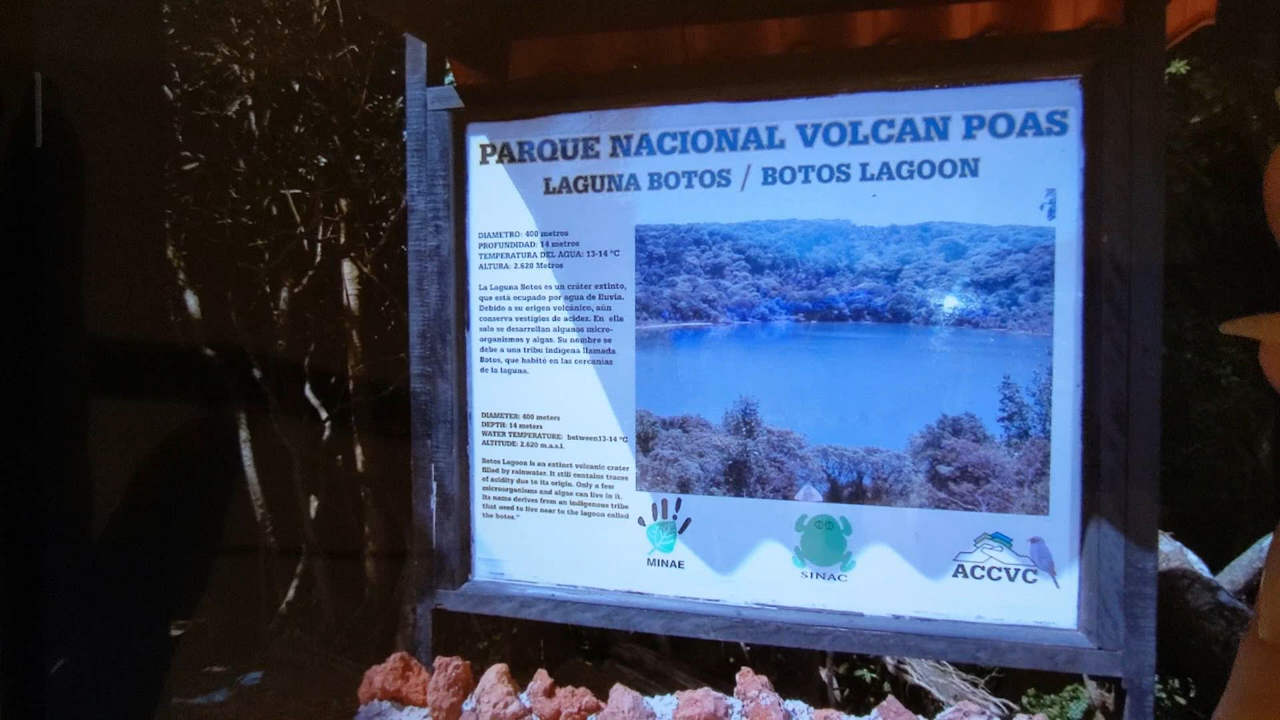 PARQUE NACIONAL VOLCAN POAS
LAGUNA BOTOS / BOTOS LAGOON
DIAMETRO: 400 metros
PROFUNDIDAD: 14 metros
TEMPERATURA DEL AGUA: 13-14 °C
ALTURA: 2.620 Metros
La Laguna Botos es un cráter extinto,
que está ocupado por agua de lluvia.
Debido a su origen volcánico, aún
conserva vestigios de acidez. En ella
solo se desarrollan algunos micro-
organismos y algas. Su nombre se
debe a una tribu indígena llamada
Botos, que habitó en las cercanías
de la laguna.
DIAMETER: 400 meters
DEPTH: 14 meters
WATER TEMPERATURE: between13-14 °C
ALTITUDE: 2.620 m.a.s.l.
Botos Lagoon is an extinct volcanic crater
filled by rainwater. It still contains traces
of acidity due to its origin. Only a few
microorganisms and algae can live in it.
Its name derives from an indigenous tribe
that used to live near to the lagoon called
the botos."
MINAE
SINAC
ACCVC